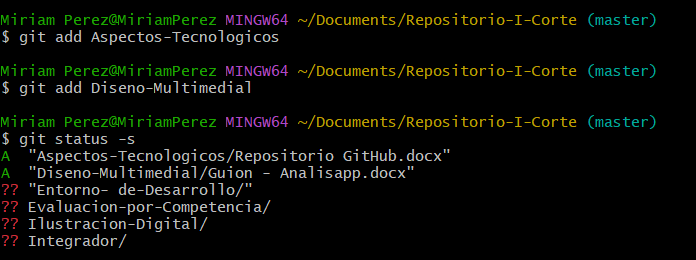 Miriam Perez@MiriamPerez MINGW64 ~/Documents/Repositorio-I-Corte (master)
$ git add Aspectos-Tecnologicos
Miriam Perez@MiriamPerez MINGW64 ~/Documents/Repositorio-I-Corte (master)
$ git add Diseno-Multimedial
Miriam Perez@MiriamPerez MINGW64 ~/Documents/Repositorio-I-Corte (master)
$ git status -s
A  "Aspectos-Tecnologicos/Repositorio GitHub.docx"
A  "Diseno-Multimedial/Guion - Analisapp.docx"
?? "Entorno- de-Desarrollo/"
?? Evaluacion-por-Competencia/
?? Ilustracion-Digital/
?? Integrador/